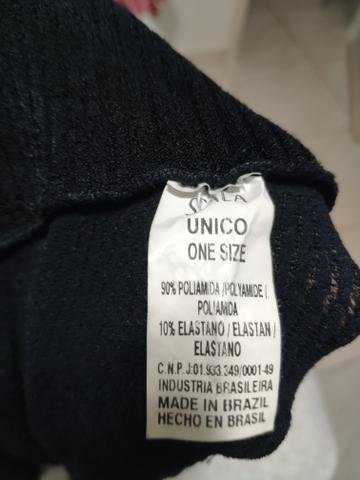 SCALA
UNICO
ONE SIZE
90% POLIAMIDA /POLYAMIDE /
POLIAMIDA
10% ELASTANO / ELASTAN /
ELASTANO
C.N.P.J:01.933.349/0001-49
INDUSTRIA BRASILEIRA
MADE IN BRAZIL
HECHO EN BRASIL